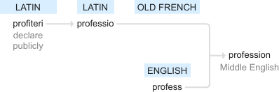 LATIN LATIN OLD FRENCH
profiteri professio
declare
publicly
profession
ENGLISH Middle English
profess